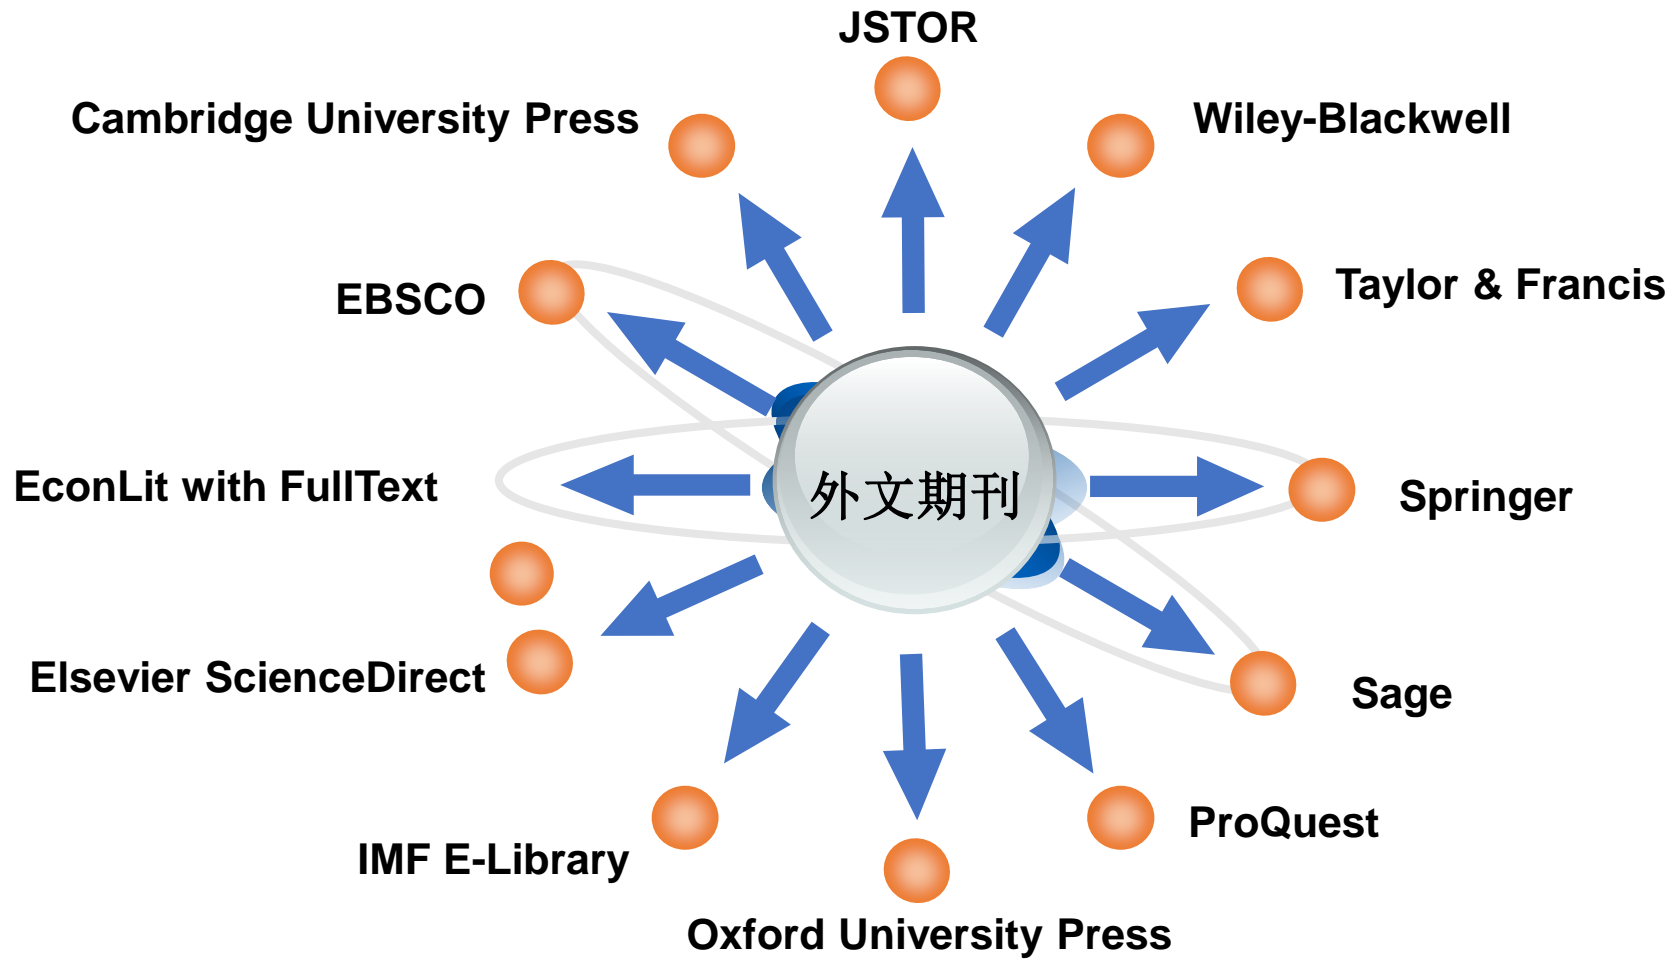 JSTOR
Cambridge University Press
Wiley-Blackwell
EBSCO
Taylor & Francis
外文期刊
EconLit with FullText
Springer
Elsevier ScienceDirect
Sage
IMF E-Library
ProQuest
Oxford University Press